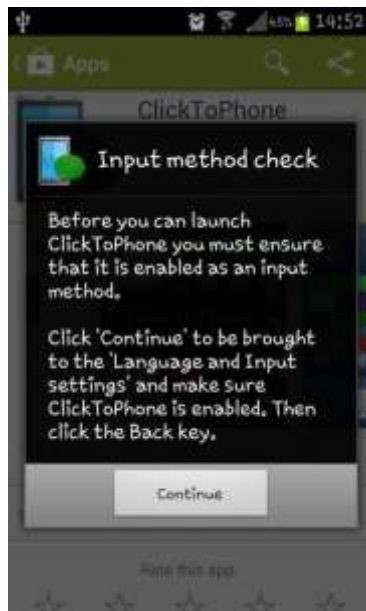 45% 14:52
Apps
ClickToPhone
Input method check
Before you can launch
ClickToPhone you must ensure
that it is enabled as an input
method.
Click 'Continue' to be brought
to the 'Language and Input
settings' and make sure
ClickToPhone is enabled. Then
click the Back key.
Continue
Rate this app